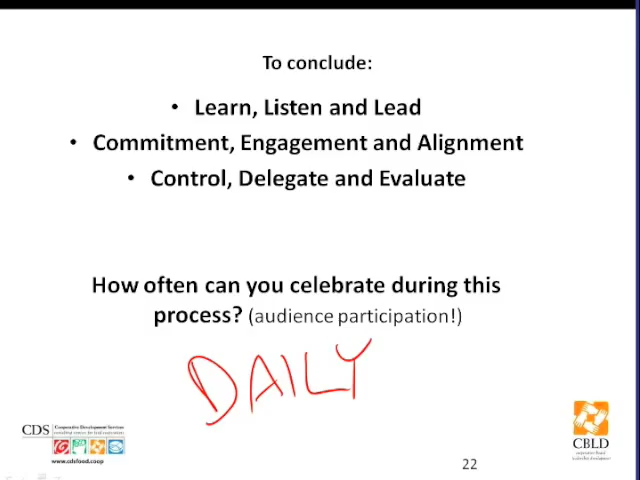 To conclude:
• Learn, Listen and Lead
• Commitment, Engagement and Alignment
• Control, Delegate and Evaluate
How often can you celebrate during this
process? (audience participation!)
DAILY
CDS Cooperative Development Services
www.cdsfood.coop
CBLD
22